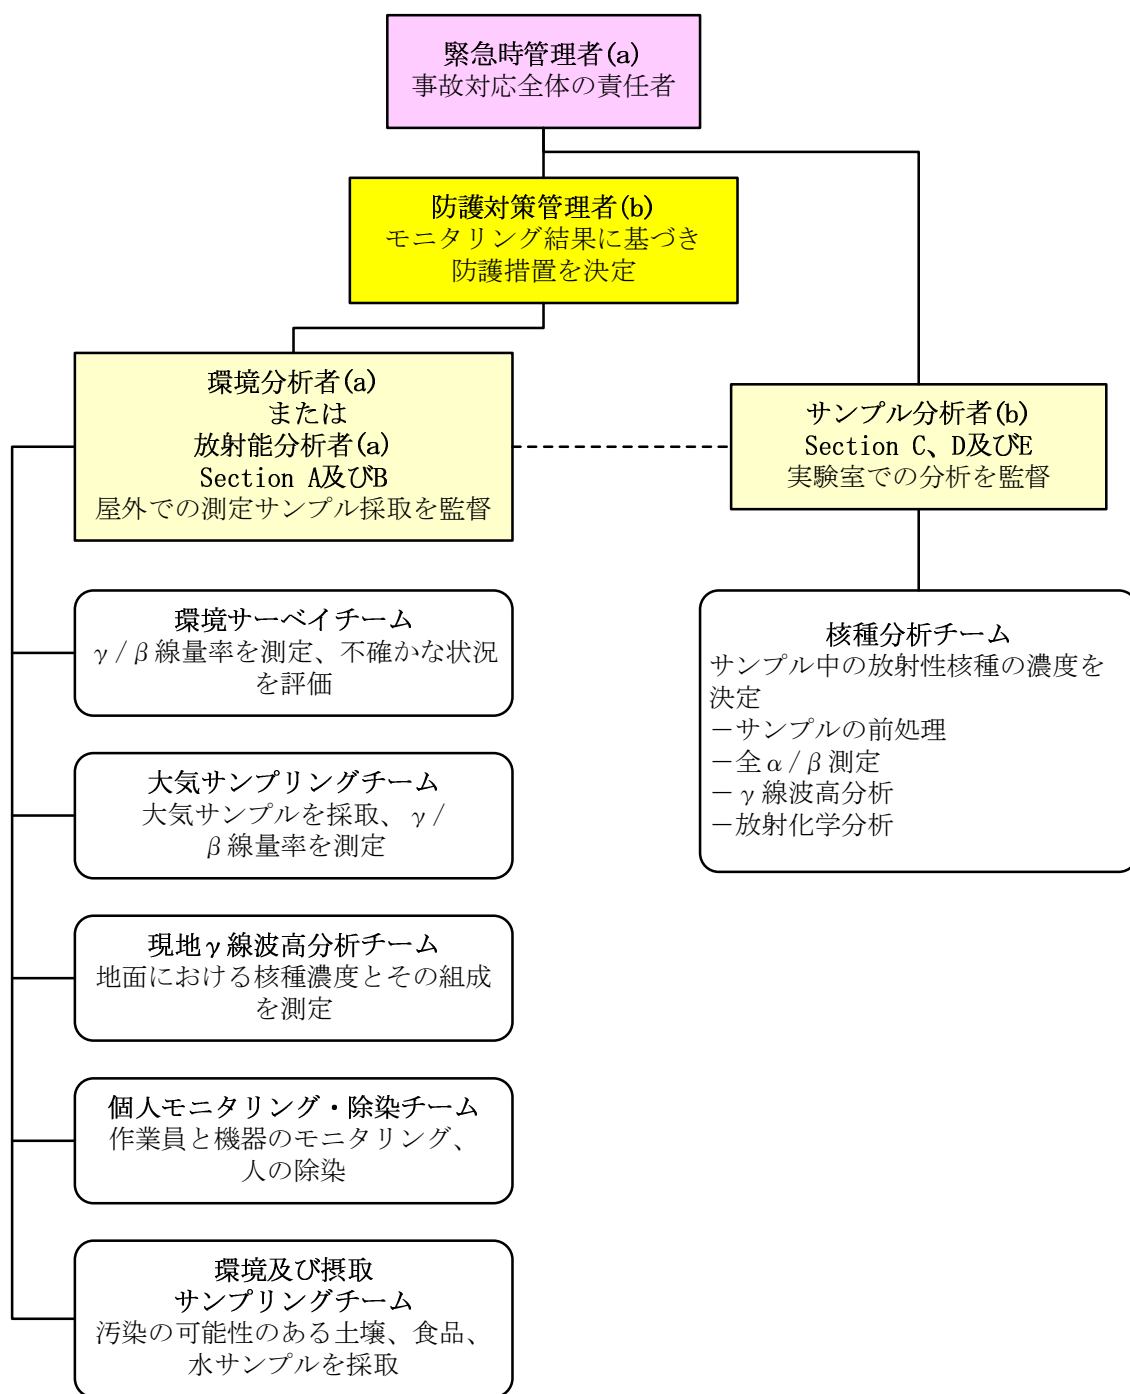 緊急時管理者(a)
事故対応全体の責任者
防護対策管理者(b)
モニタリング結果に基づき
防護措置を決定
環境分析者(a)
または
放射能分析者(a)
Section A及びB
屋外での測定サンプル採取を監督
サンプル分析者(b)
Section C、D及びE
実験室での分析を監督
環境サーベイチーム
γ/β線量率を測定、不確かな状況
を評価
大気サンプリングチーム
大気サンプルを採取、γ/
β線量率を測定
現地γ線波高分析チーム
地面における核種濃度とその組成
を測定
個人モニタリング・除染チーム
作業員と機器のモニタリング、
人の除染
環境及び摂取
サンプリングチーム
汚染の可能性のある土壌、食品、
水サンプルを採取
核種分析チーム
サンプル中の放射性核種の濃度を
決定
－サンプルの前処理
－全α/β測定
－γ線波高分析
－放射化学分析